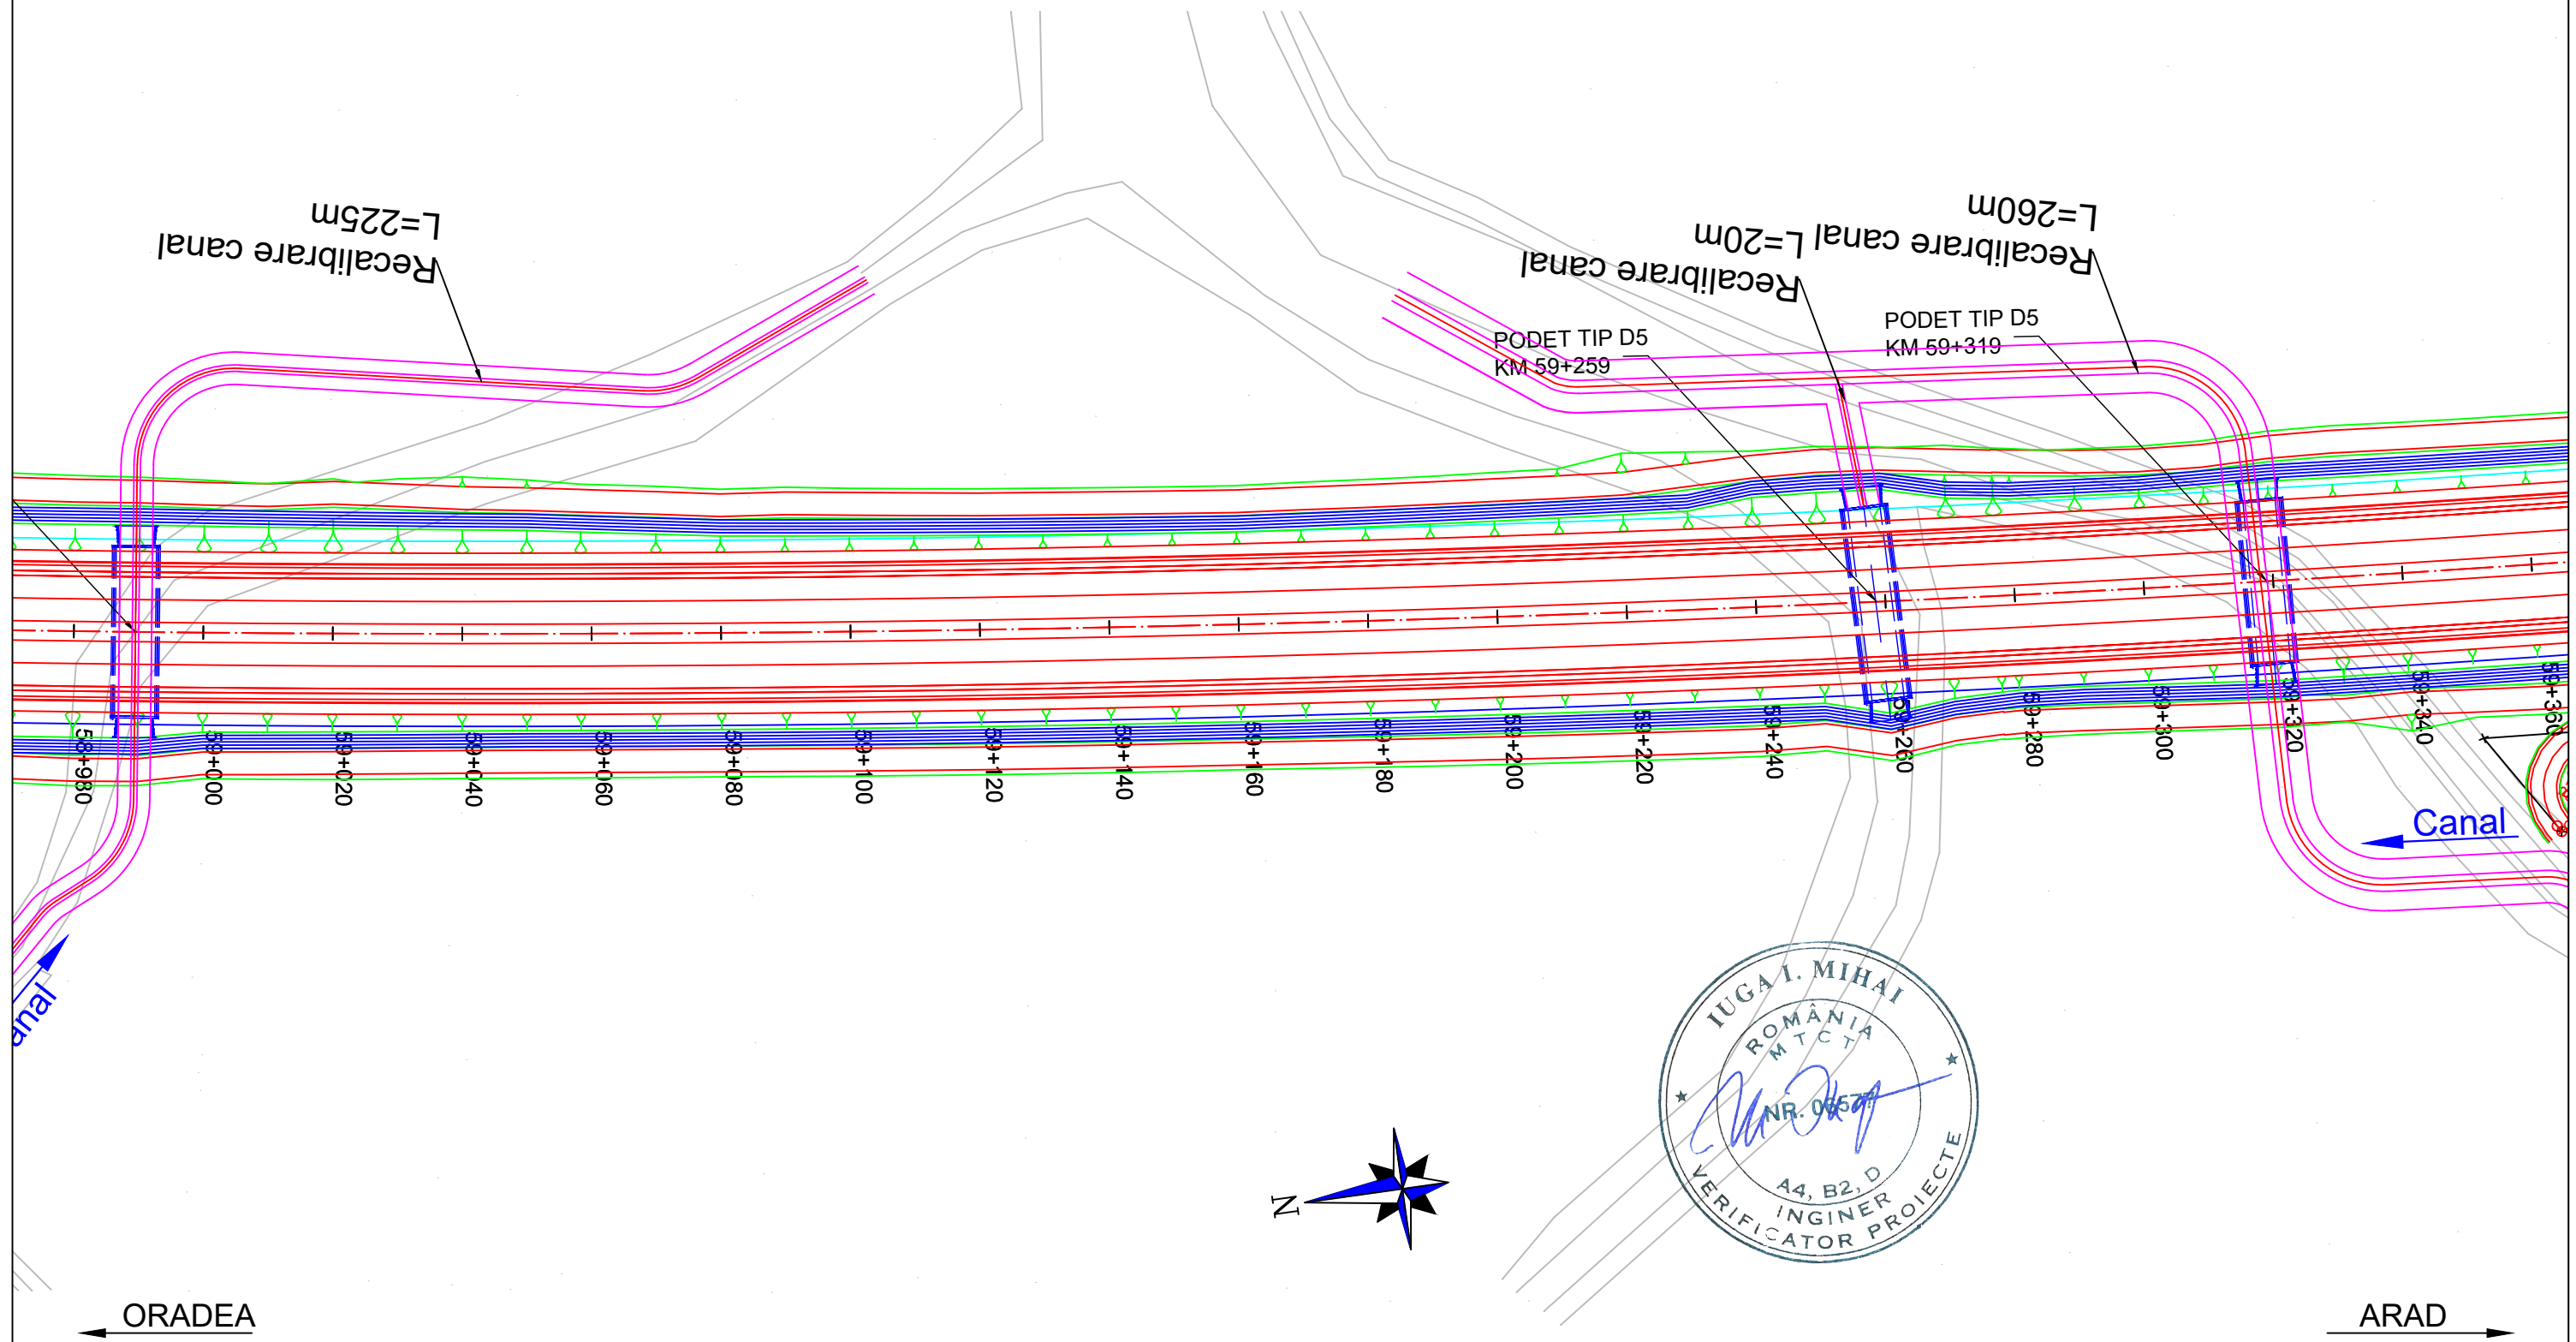 L=225m
Recalibrare canal
L=260m
Recalibrare canal
L=20m
Recalibrare canal
PODET TIP D5
KM 59+259
PODET TIP D5
KM 59+319
58+980
59+000
59+020
59+040
59+060
59+080
59+100
59+120
59+140
59+160
59+180
59+200
59+220
59+240
59+260
59+280
59+300
59+320
59+340
59+360
Canal
anal
IUGA I. MIHAI
ROMÂNIA
MTCT
NR. 06577
A4, B2, D
INGINER
VERIFICATOR PROIECTE
N
ORADEA
ARAD